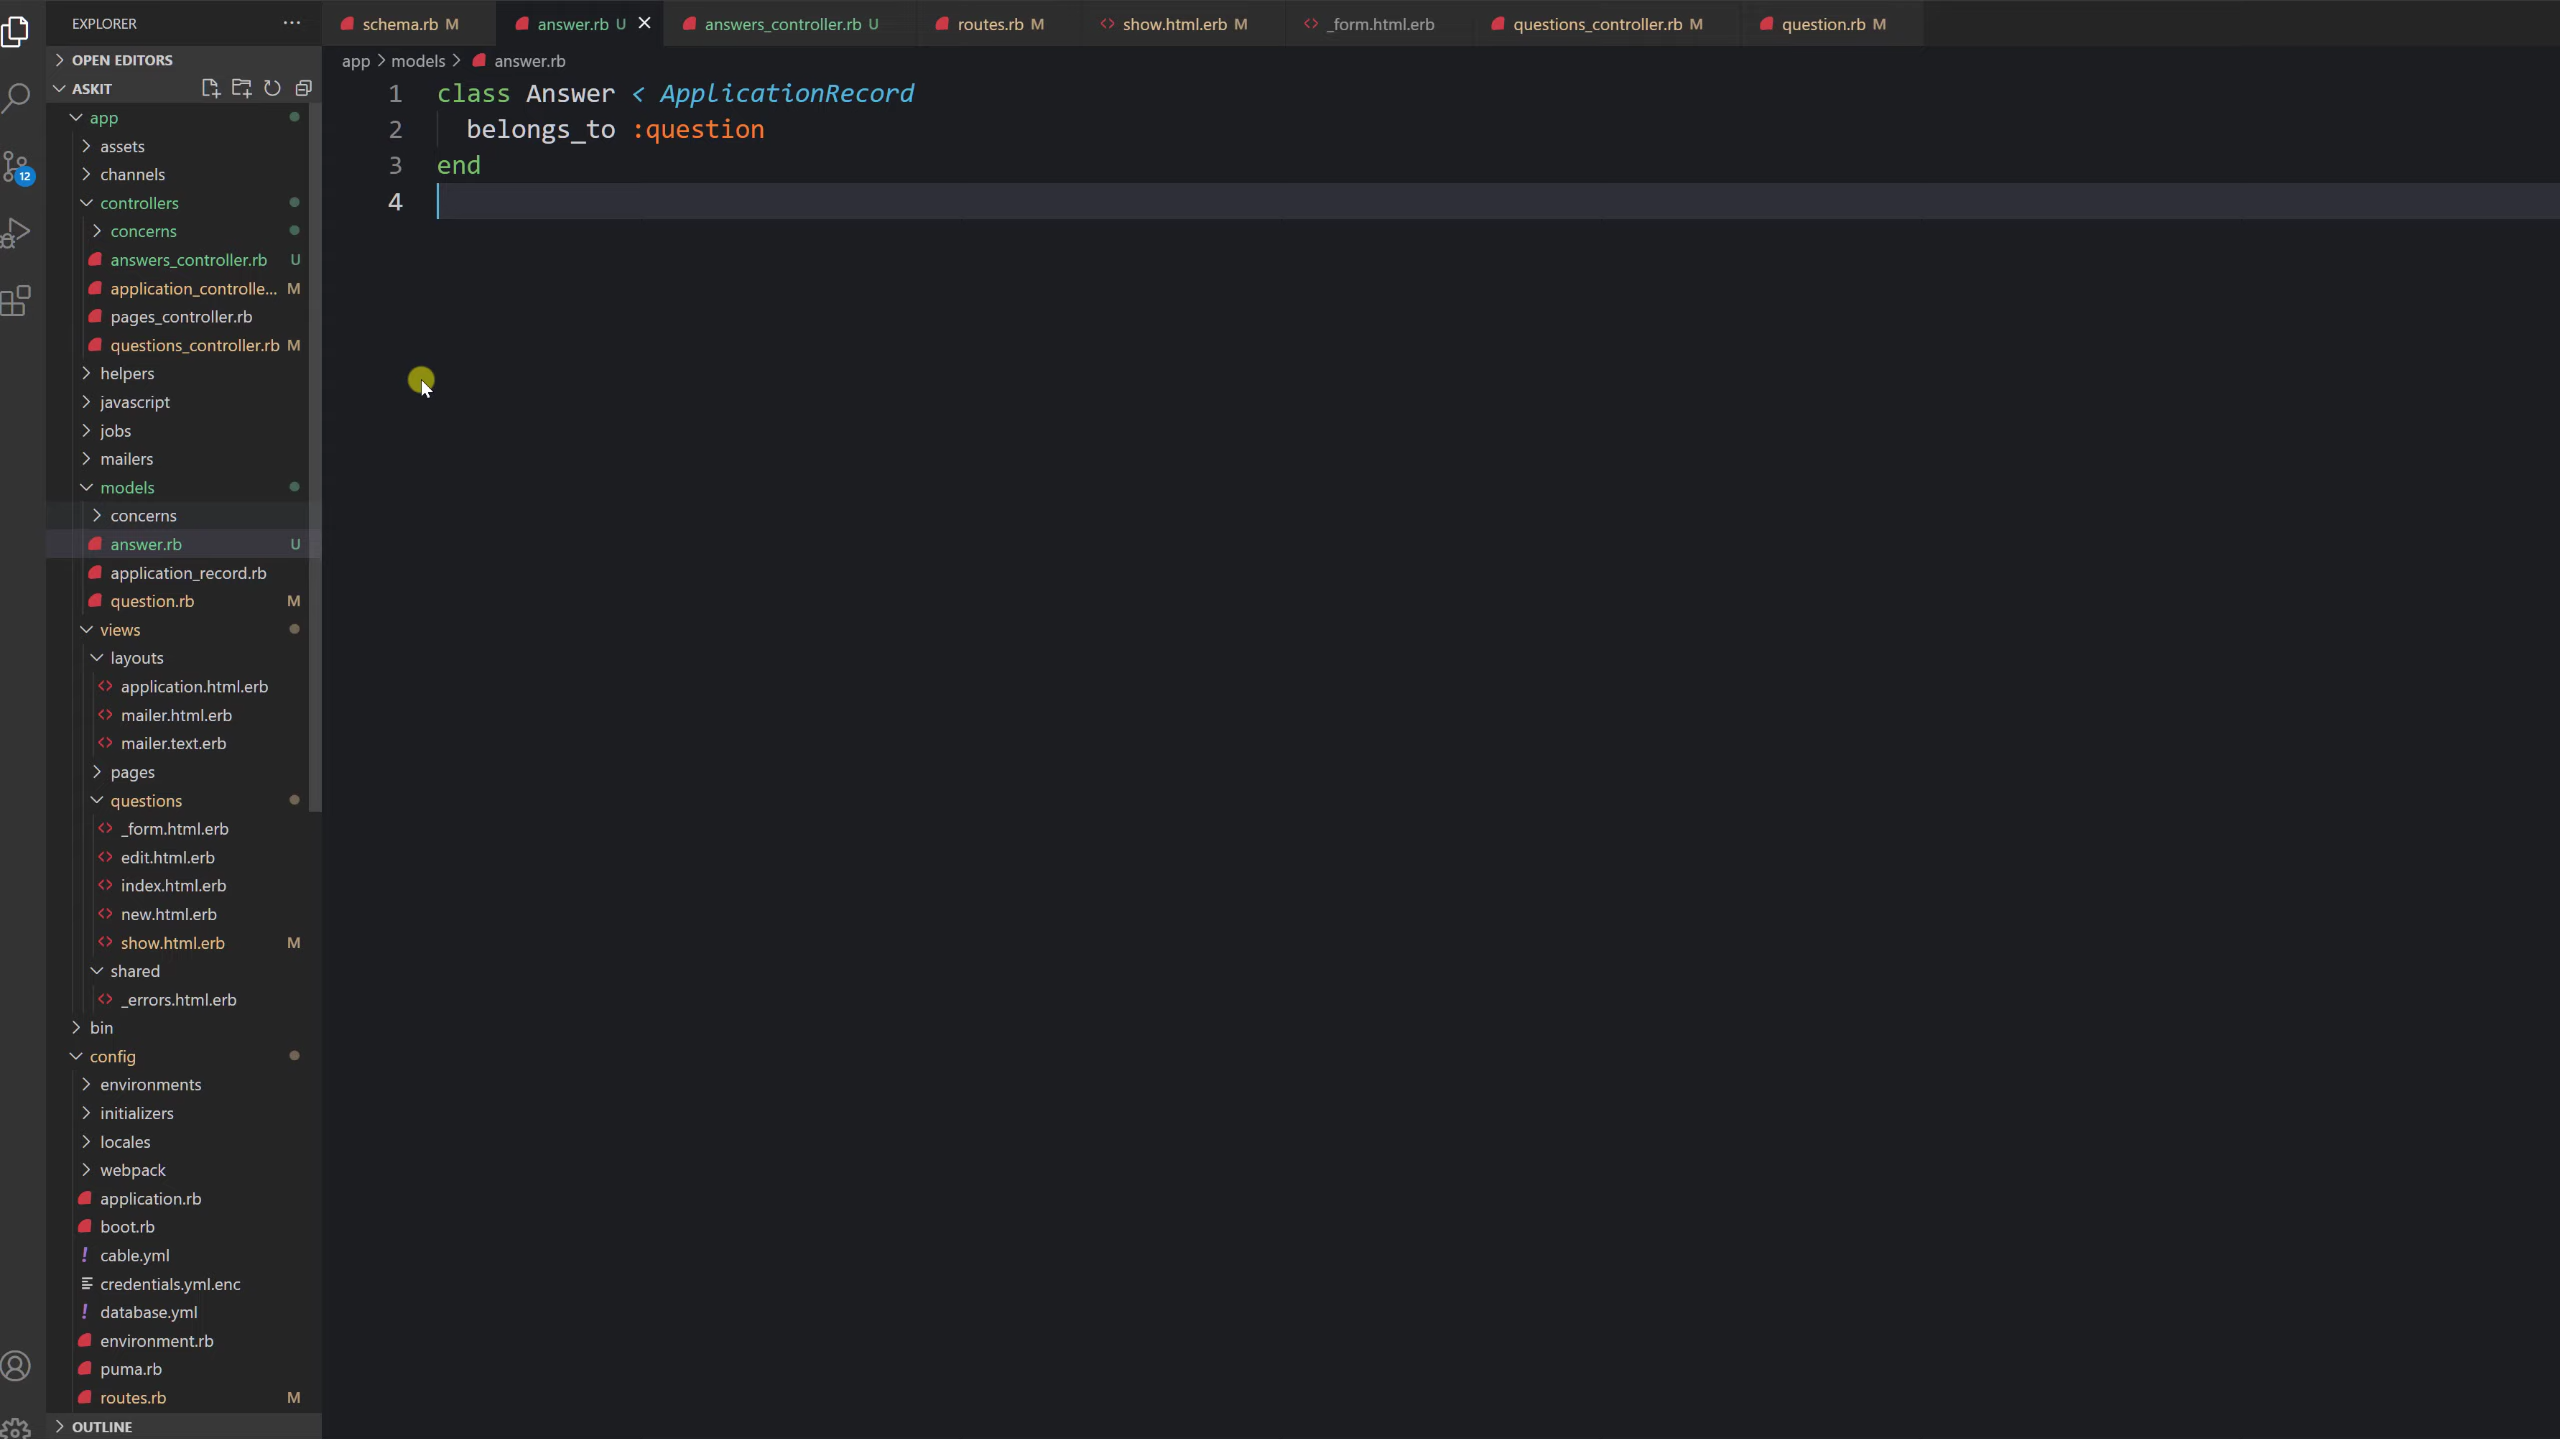 EXPLORER
OPEN EDITORS
ASKIT
app
assets
channels
controllers
concerns
answers_controller.rb U
application_controlle... M
pages_controller.rb
questions_controller.rb M
helpers
javascript
jobs
mailers
models
concerns
answer.rb U
application_record.rb
question.rb M
views
layouts
application.html.erb
mailer.html.erb
mailer.text.erb
pages
questions
_form.html.erb
edit.html.erb
index.html.erb
new.html.erb
show.html.erb M
shared
_errors.html.erb
bin
config
environments
initializers
locales
webpack
application.rb
boot.rb
cable.yml
credentials.yml.enc
database.yml
environment.rb
puma.rb
routes.rb M
OUTLINE
12
schema.rb M answer.rb U answers_controller.rb U routes.rb M show.html.erb M _form.html.erb questions_controller.rb M question.rb M
app > models > answer.rb
1 class Answer < ApplicationRecord
2 belongs_to :question
3 end
4